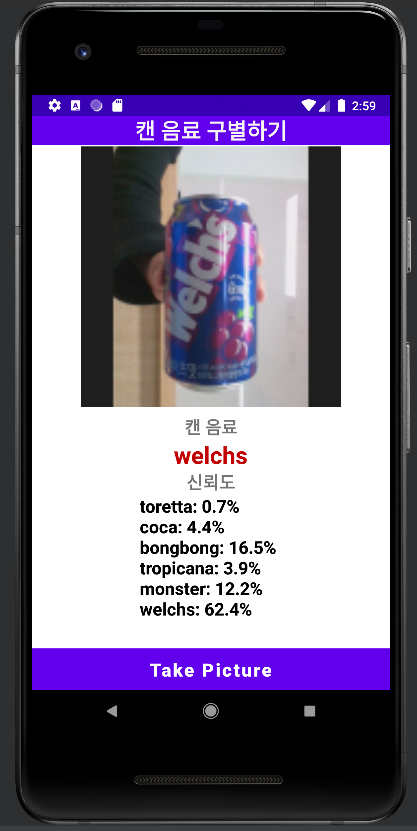 2:59
캔 음료 구별하기
welchs
캔 음료
welchs
신뢰도
toretta: 0.7%
coca: 4.4%
bongbong: 16.5%
tropicana: 3.9%
monster: 12.2%
welchs: 62.4%
Take Picture